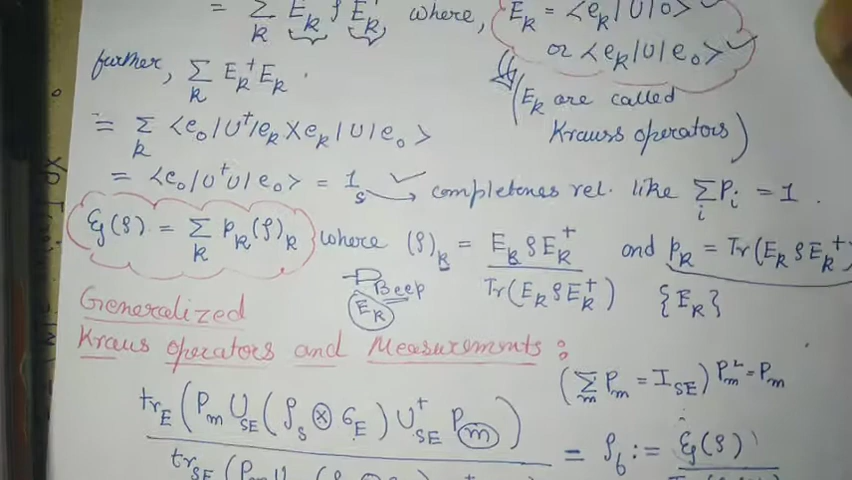 = Σ_k E_k ρ E_k^† where, E_k = <e_k|U|0>
or <e_k|U|e_0>
further, Σ_k E_k^† E_k
(E_k are called
Krauss operators)
= Σ_k <e_0|U^†|e_k X e_k|U|e_0>
= <e_0|U^†U|e_0> = 1_s → completenes rel. like Σ_i P_i = 1.
ξ(ρ) = Σ_k p_k (ρ)_k where (ρ)_k = E_k ρ E_k^† / Tr(E_k ρ E_k^†) and p_k = Tr(E_k ρ E_k^†)
Beep
E_k
{E_k}
Generalized
Kraus operators and Measurements :
(Σ_m P_m = I_SE) P_m^2 = P_m
tr_E (P_m U_SE (ρ_s ⊗ σ_E) U_SE^† P_m)
= ρ_6 := ξ(ρ)
tr_SE